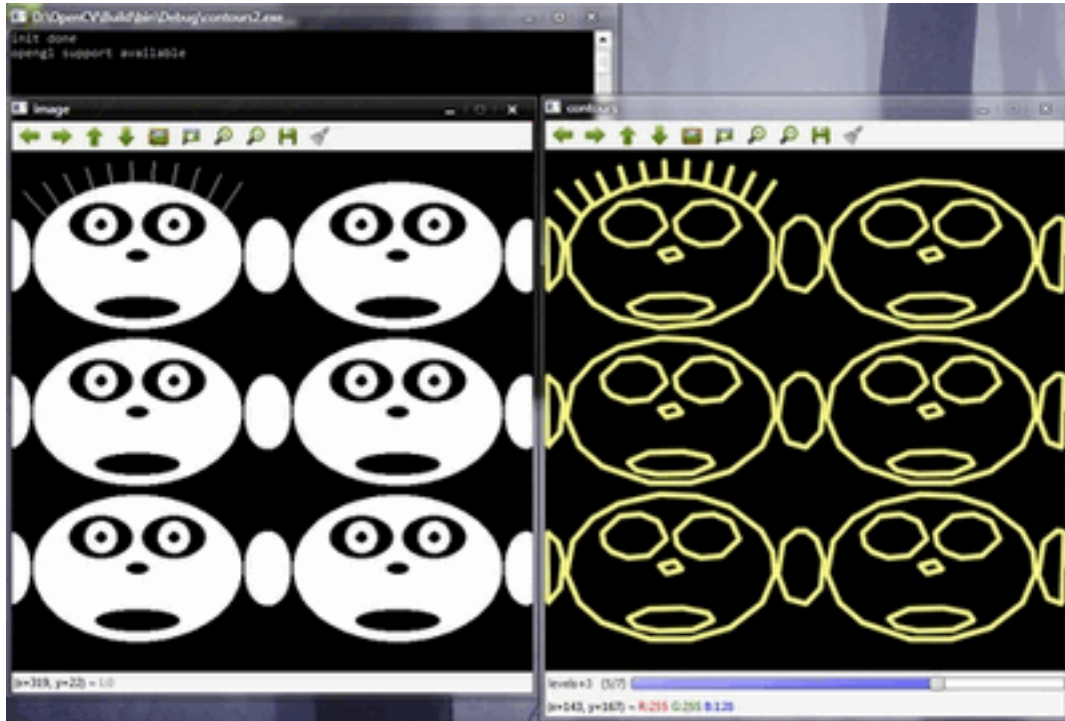 D:\OpenCV\Build\bin\Debug\contours2.exe
init done
opengl support available
image
contours
(x=319, y=22) ~ L:0
levels+3 (5/7)
(x=143, y=167) ~ R:255 G:255 B:128